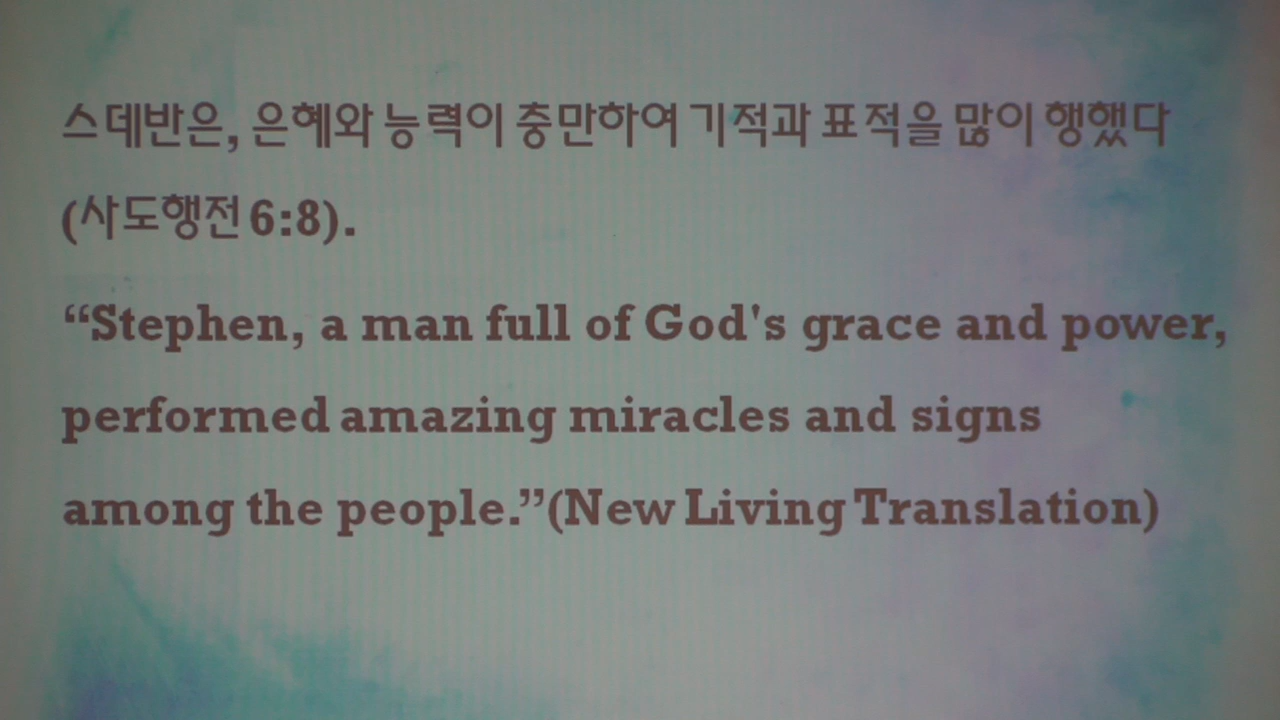 스데반은, 은혜와 능력이 충만하여 기적과 표적을 많이 행했다
(사도행전 6:8).
“Stephen, a man full of God's grace and power,
performed amazing miracles and signs
among the people.”(New Living Translation)